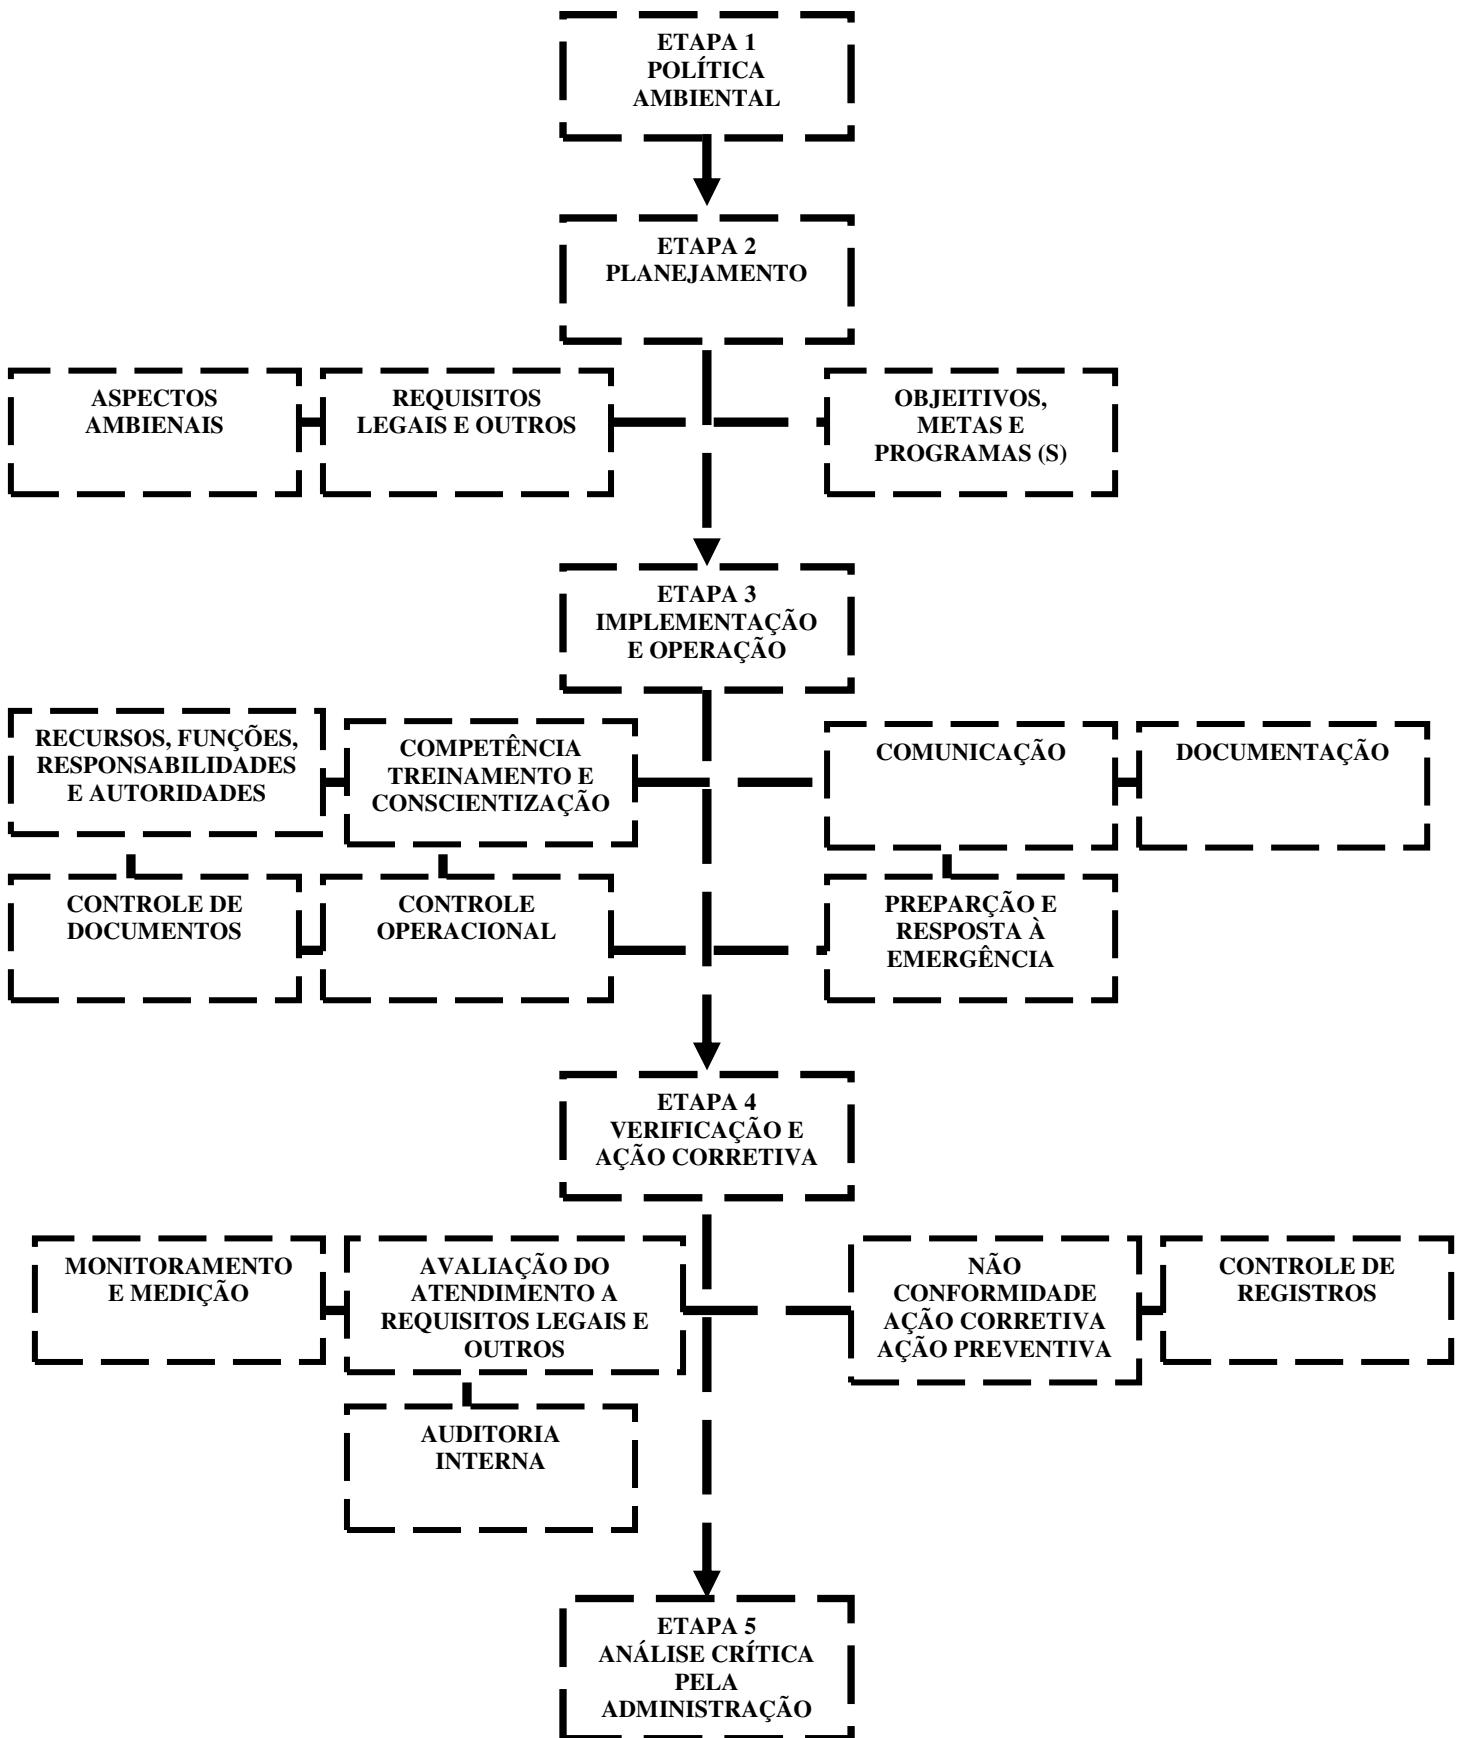 ETAPA 1
POLÍTICA
AMBIENTAL
ETAPA 2
PLANEJAMENTO
ASPECTOS
AMBIENAIS
REQUISITOS
LEGAIS E OUTROS
OBJEITIVOS,
METAS E
PROGRAMAS (S)
ETAPA 3
IMPLEMENTAÇÃO
E OPERAÇÃO
RECURSOS, FUNÇÕES,
RESPONSABILIDADES
E AUTORIDADES
COMPETÊNCIA
TREINAMENTO E
CONSCIENTIZAÇÃO
COMUNICAÇÃO
DOCUMENTAÇÃO
CONTROLE DE
DOCUMENTOS
CONTROLE
OPERACIONAL
PREPARÇÃO E
RESPOSTA À
EMERGÊNCIA
ETAPA 4
VERIFICAÇÃO E
AÇÃO CORRETIVA
MONITORAMENTO
E MEDIÇÃO
AVALIAÇÃO DO
ATENDIMENTO A
REQUISITOS LEGAIS E
OUTROS
NÃO
CONFORMIDADE
AÇÃO CORRETIVA
AÇÃO PREVENTIVA
CONTROLE DE
REGISTROS
AUDITORIA
INTERNA
ETAPA 5
ANÁLISE CRÍTICA
PELA
ADMINISTRAÇÃO